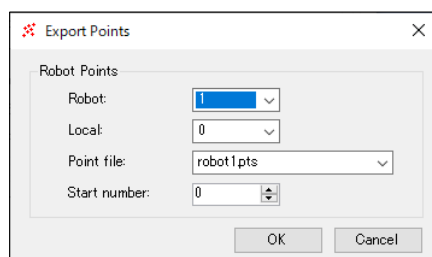 Export Points
Robot Points
Robot: 1
Local: 0
Point file: robot1.pts
Start number: 0
OK Cancel